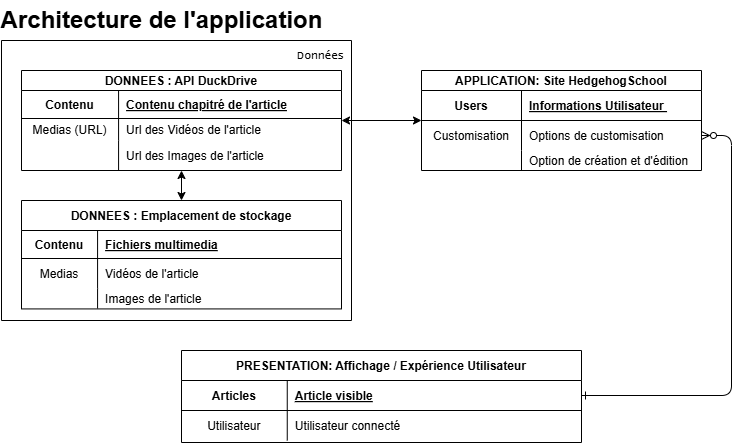 Architecture de l'application
Données
DONNEES : API DuckDrive
Contenu Contenu chapitré de l'article
Medias (URL) Url des Vidéos de l'article
Url des Images de l'article
APPLICATION: Site HedgehogSchool
Users Informations Utilisateur
Customisation Options de customisation
Option de création et d'édition
DONNEES : Emplacement de stockage
Contenu Fichiers multimedia
Medias Vidéos de l'article
Images de l'article
PRESENTATION: Affichage / Expérience Utilisateur
Articles Article visible
Utilisateur Utilisateur connecté